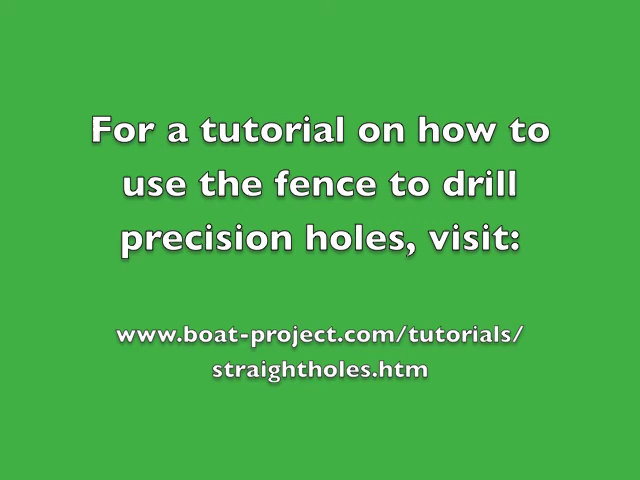 For a tutorial on how to
use the fence to drill
precision holes, visit:
www.boat-project.com/tutorials/
straightholes.htm